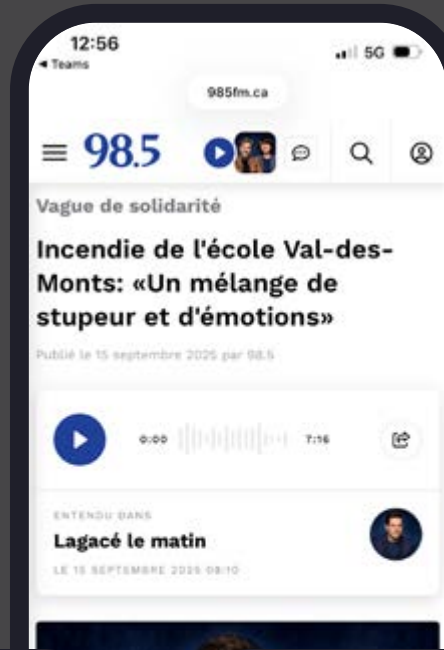 12:56
5G
◄ Teams
985fm.ca
98.5
Vague de solidarité
Incendie de l'école Val-des-
Monts: «Un mélange de
stupeur et d'émotions»
Publié le 15 septembre 2025 par 98.5
0:00
7:16
ENTENDU DANS
Lagacé le matin
LE 15 SEPTEMBRE 2025 08:10